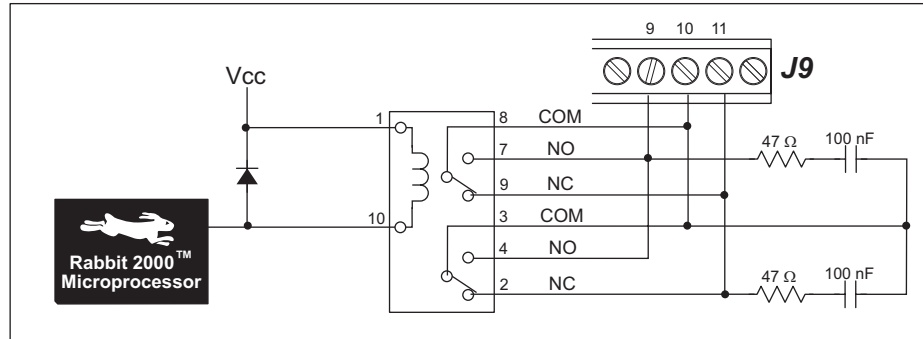 9 10 11
J9
Vcc
1
8 COM
7 NO
47 Ω 100 nF
9 NC
3 COM
10
4 NO
Rabbit 2000™
Microprocessor
2 NC
47 Ω 100 nF